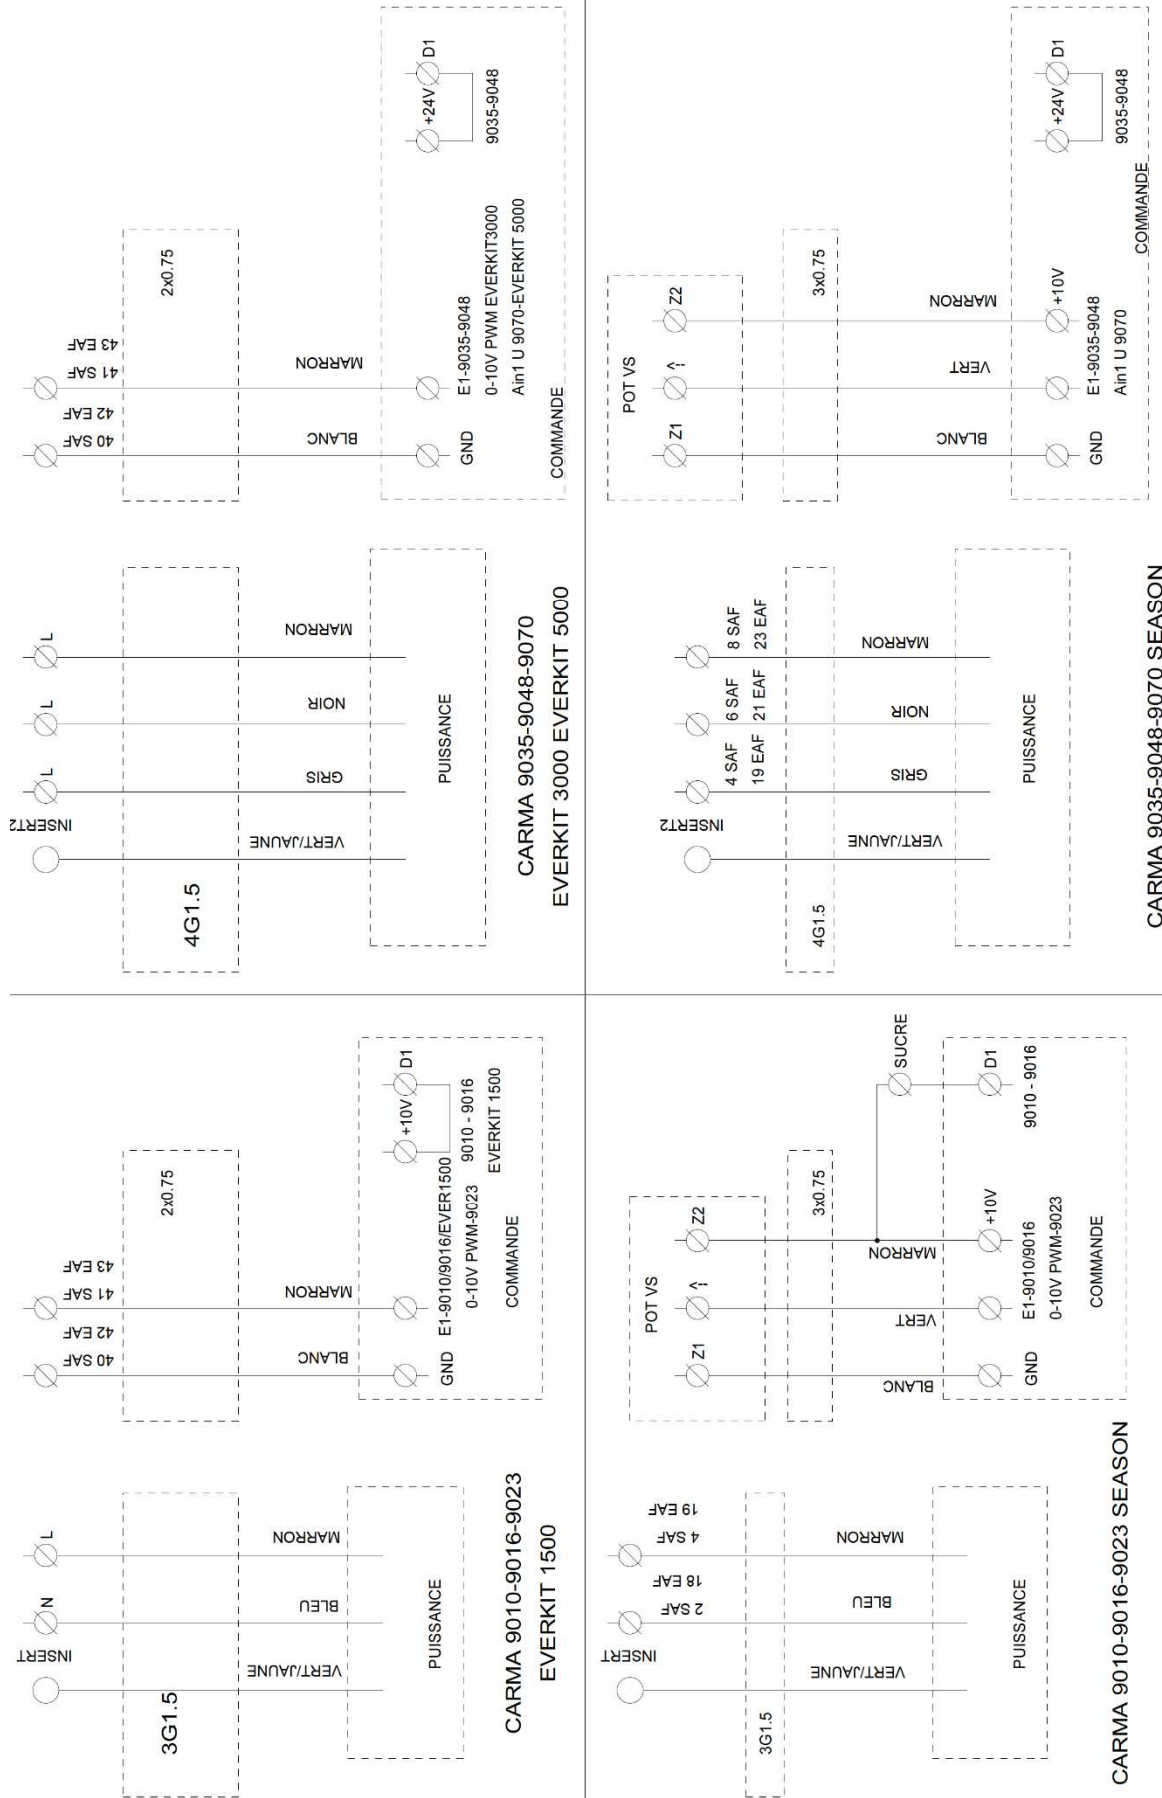 INSERT
N
L
3G1.5
VERT/JAUNE
BLEU
MARRON
PUISSANCE
CARMA 9010-9016-9023
EVERKIT 1500
40 SAF
42 EAF
41 SAF
43 EAF
2x0.75
BLANC
MARRON
GND
E1-9010/9016/EVER1500
0-10V PWM-9023
+10V
D1
9010 - 9016
EVERKIT 1500
COMMANDE
INSERT2
L
L
L
4G1.5
VERT/JAUNE
GRIS
NOIR
MARRON
PUISSANCE
CARMA 9035-9048-9070
EVERKIT 3000 EVERKIT 5000
40 SAF
42 EAF
41 SAF
43 EAF
2x0.75
BLANC
MARRON
GND
E1-9035-9048
0-10V PWM EVERKIT3000
Ain1 U 9070-EVERKIT 5000
+24V
D1
9035-9048
COMMANDE
INSERT
2 SAF
18 EAF
4 SAF
19 EAF
3G1.5
VERT/JAUNE
BLEU
MARRON
PUISSANCE
CARMA 9010-9016-9023 SEASON
POT VS
Z1
Z2
3x0.75
BLANC
VERT
MARRON
SUCRE
GND
E1-9010/9016
0-10V PWM-9023
+10V
D1
9010 - 9016
COMMANDE
INSERT2
4 SAF
19 EAF
6 SAF
21 EAF
8 SAF
23 EAF
4G1.5
VERT/JAUNE
GRIS
NOIR
MARRON
PUISSANCE
CARMA 9035-9048-9070 SEASON
POT VS
Z1
Z2
3x0.75
BLANC
VERT
MARRON
GND
E1-9035-9048
Ain1 U 9070
+10V
+24V
D1
9035-9048
COMMANDE